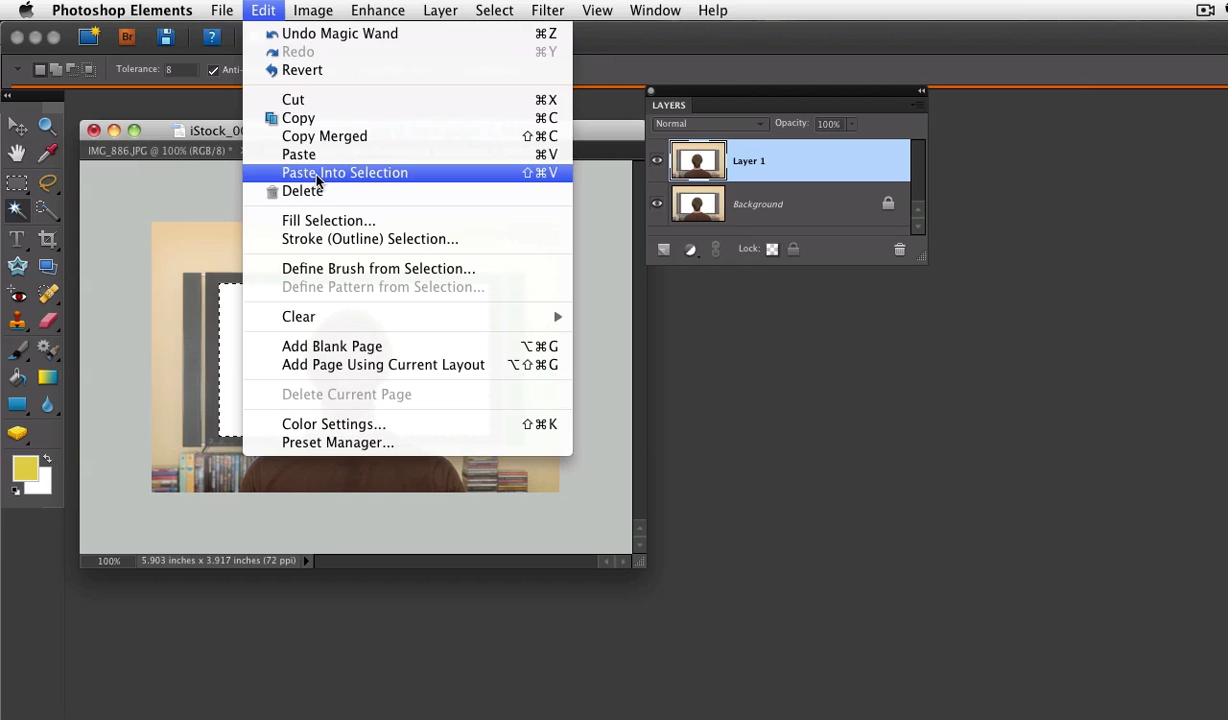 Photoshop Elements File Edit Image Enhance Layer Select Filter View Window Help
Br ?
Tolerance: 8 Anti-
Undo Magic Wand ⌘Z
Redo ⌘Y
Revert
Cut ⌘X
Copy ⌘C
Copy Merged ⇧⌘C
Paste ⌘V
Paste Into Selection ⇧⌘V
Delete
Fill Selection...
Stroke (Outline) Selection...
Define Brush from Selection...
Define Pattern from Selection...
Clear
Add Blank Page ⌥⌘G
Add Page Using Current Layout ⌥⇧⌘G
Delete Current Page
Color Settings... ⇧⌘K
Preset Manager...
iStock_00
IMG_886.JPG @ 100% (RGB/8) *
100% 5.903 inches x 3.917 inches (72 ppi)
LAYERS
Normal Opacity: 100%
Layer 1
Background
Lock: